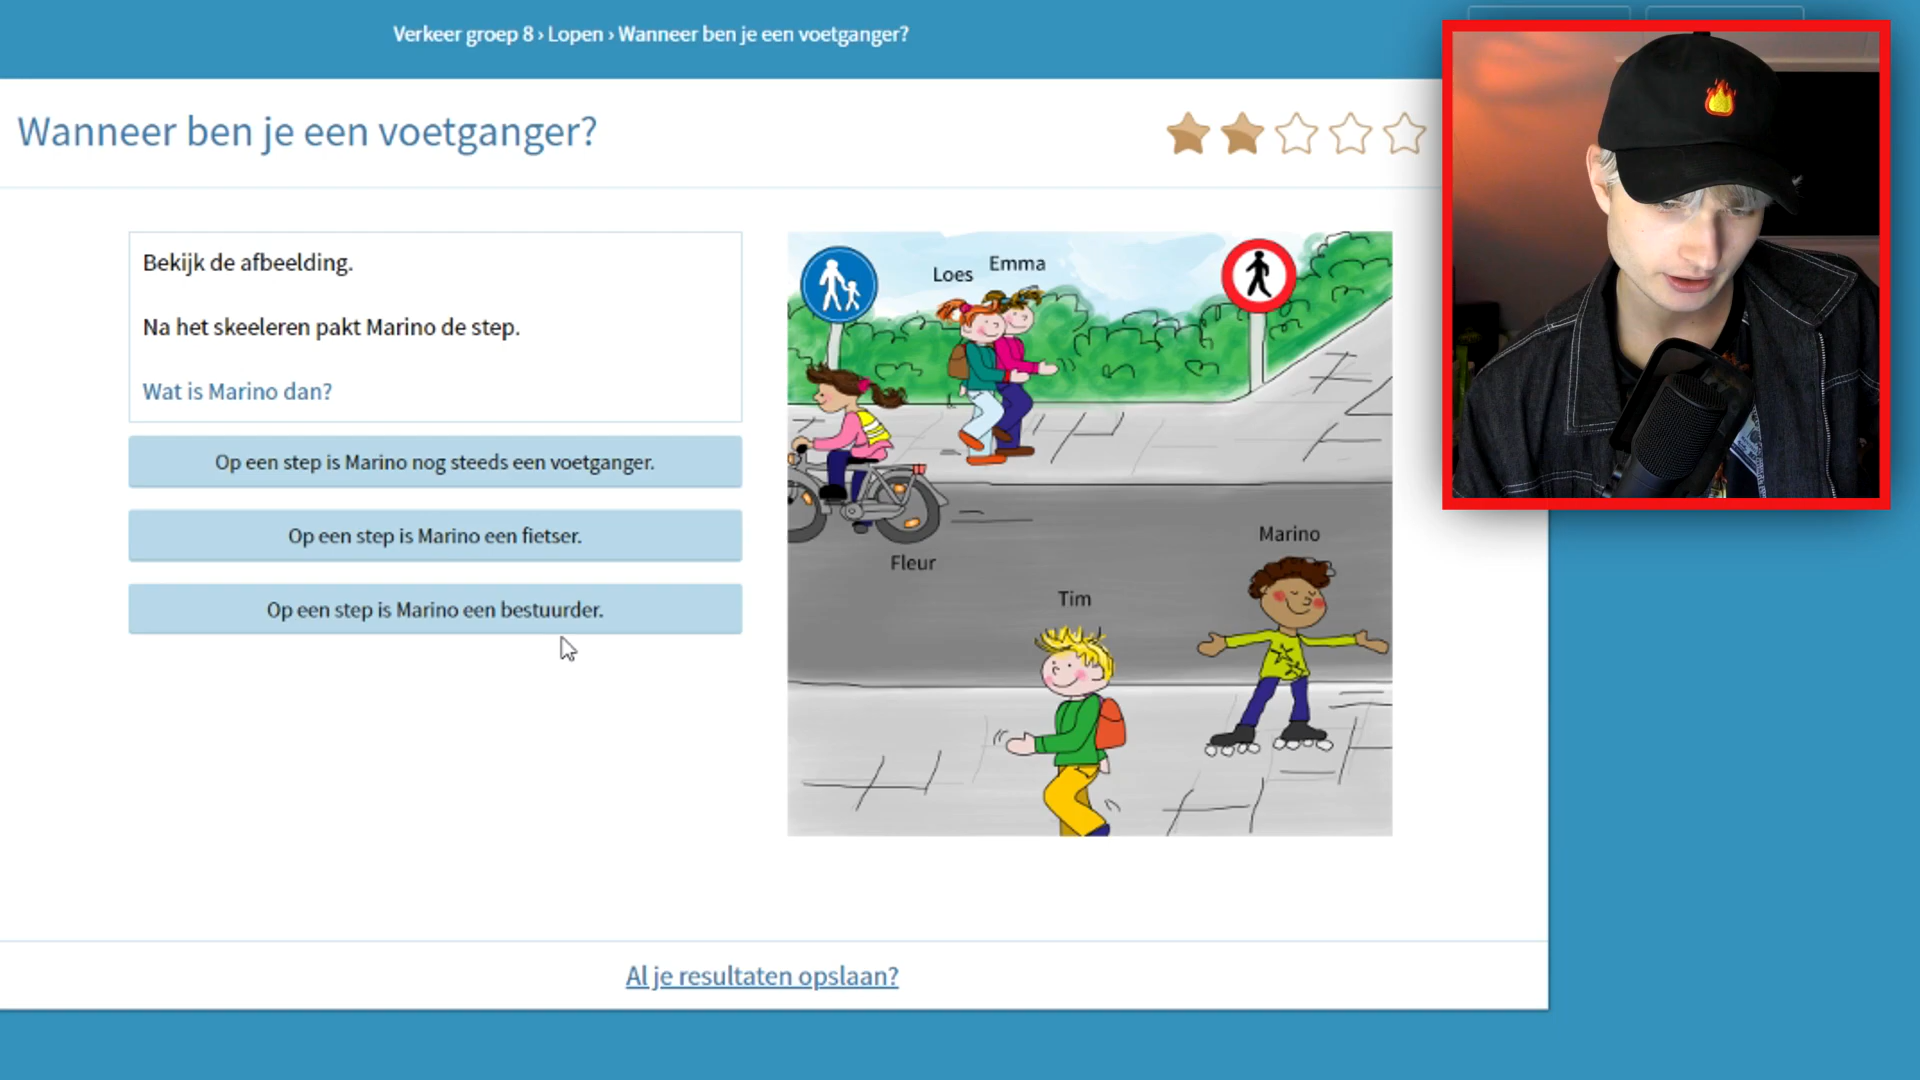 Verkeer groep 8 › Lopen › Wanneer ben je een voetganger?
Wanneer ben je een voetganger?
Bekijk de afbeelding.
Na het skeeleren pakt Marino de step.
Wat is Marino dan?
Op een step is Marino nog steeds een voetganger.
Op een step is Marino een fietser.
Op een step is Marino een bestuurder.
Loes
Emma
Fleur
Marino
Tim
Al je resultaten opslaan?